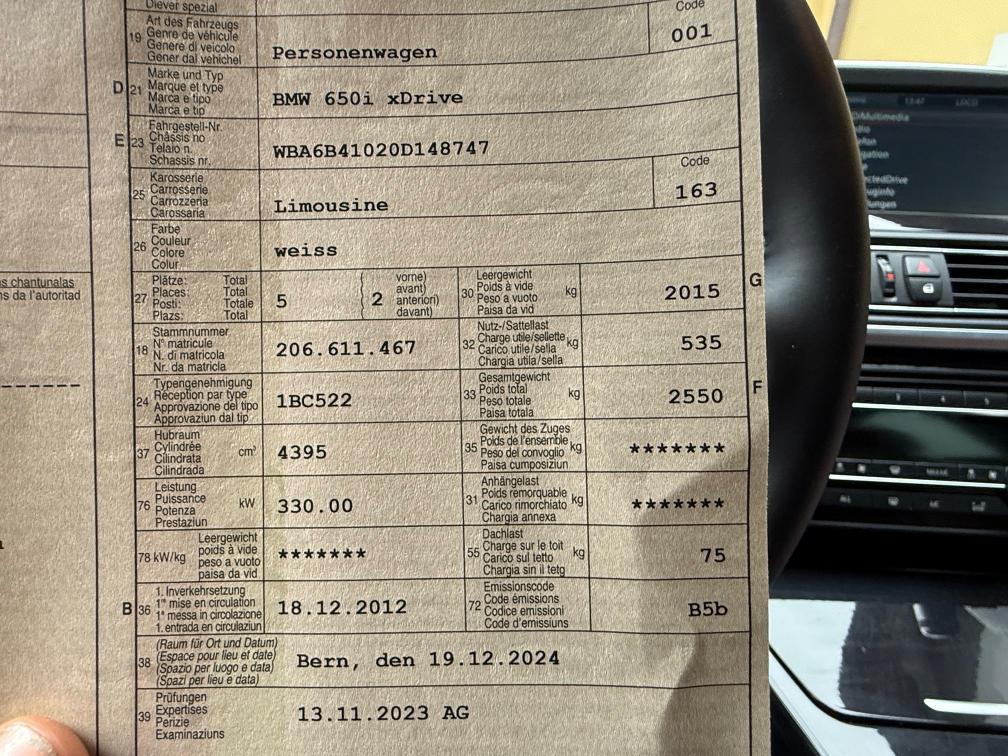 Diever spezial
19 Art des Fahrzeugs
Genre de véhicule
Genere di veicolo
Gener dal vehichel
Personenwagen
Code
001
D 21 Marke und Typ
Marque et type
Marca e tipo
Marca e tip
BMW 650i xDrive
E 23 Fahrgestell-Nr.
Châssis no
Telaio n.
Schassis nr.
WBA6B41020D148747
25 Karosserie
Carrosserie
Carrozzeria
Carossaria
Limousine
Code
163
26 Farbe
Couleur
Colore
Colur
weiss
27 Plätze: Total
Places: Total
Posti: Totale
Plazs: Total
5
2
vorne)
avant)
anteriori)
davant)
30 Leergewicht
Poids à vide
Peso a vuoto
Paisa da vid
kg
2015
G
18 Stammnummer
N° matricule
N. di matricola
Nr. da matricla
206.611.467
32 Nutz-/Sattellast
Charge utile/sellette
Carico utile/sella
Chargia utila/sella
kg
535
24 Typengenehmigung
Réception par type
Approvazione del tipo
Approvaziun dal tip
1BC522
33 Gesamtgewicht
Poids total
Peso totale
Paisa totala
kg
2550
F
37 Hubraum
Cylindrée
Cilindrata
Cilindrada
cm³
4395
35 Gewicht des Zuges
Poids de l'ensemble
Peso del convoglio
Paisa cumposiziun
kg
*******
76 Leistung
Puissance
Potenza
Prestaziun
kW
330.00
31 Anhängelast
Poids remorquable
Carico rimorchiato
Chargia annexa
kg
*******
78 kW/kg
Leergewicht
poids à vide
peso a vuoto
paisa da vid
*******
55 Dachlast
Charge sur le toit
Carico sul tetto
Chargia sin il tetg
kg
75
B 36 1. Inverkehrsetzung
1re mise en circulation
1a messa in circolazione
1. entrada en circulaziun
18.12.2012
72 Emissionscode
Code émissions
Codice emissioni
Code d'emissiuns
B5b
38 (Raum für Ort und Datum)
(Espace pour lieu et date)
(Spazio per luogo e data)
(Spazi per lieu e data)
Bern, den 19.12.2024
39 Prüfungen
Expertises
Perizie
Examinaziuns
13.11.2023 AG
s chantunalas
s da l'autoritad
13:47
Multimedia